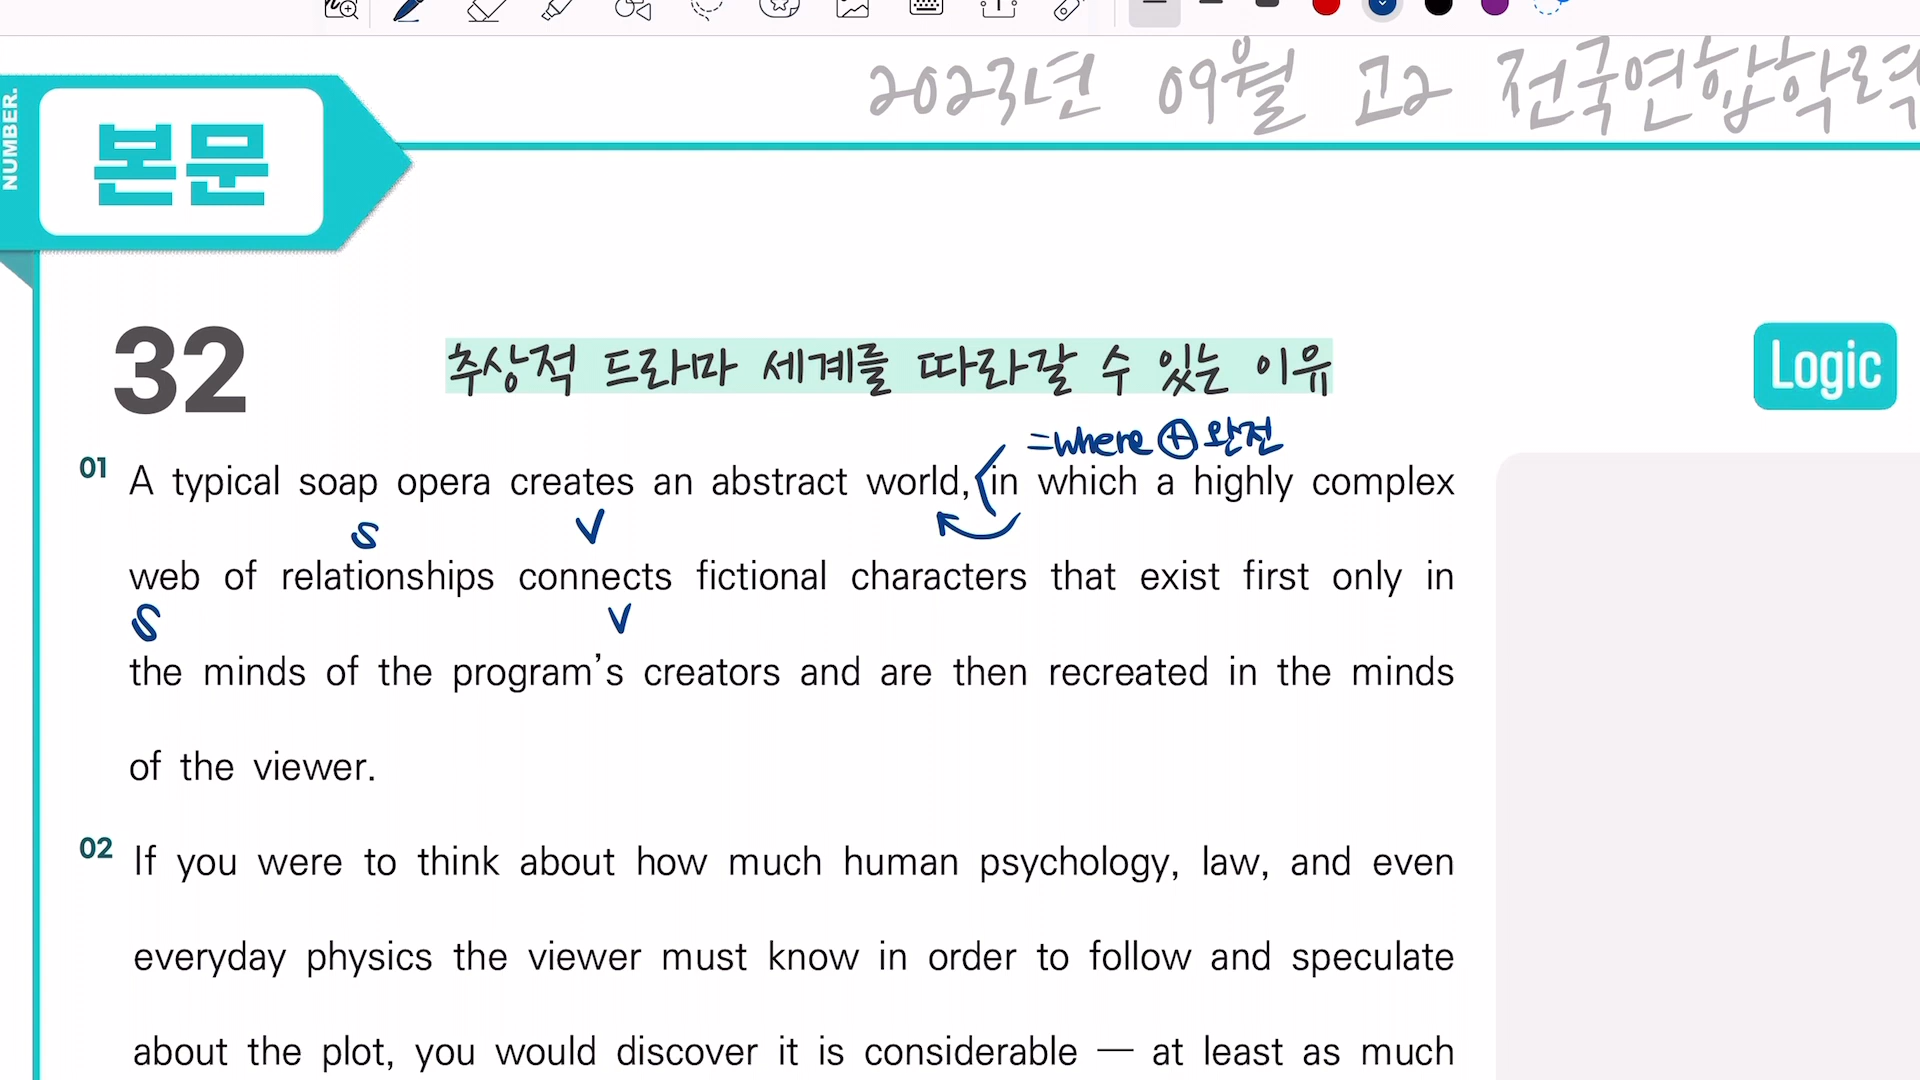 2023년 09월 고2 전국연합학력
NUMBER.
본문
32
추상적 드라마 세계를 따라갈 수 있는 이유
Logic
=where ⊕ 완전
01 A typical soap opera creates an abstract world, in which a highly complex
S V
web of relationships connects fictional characters that exist first only in
S V
the minds of the program's creators and are then recreated in the minds
of the viewer.
02 If you were to think about how much human psychology, law, and even
everyday physics the viewer must know in order to follow and speculate
about the plot, you would discover it is considerable — at least as much